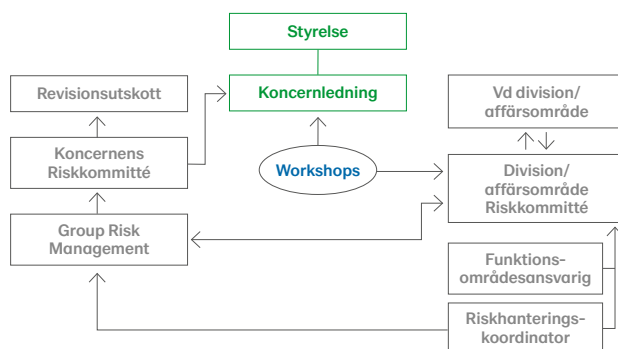 Styrelse
Koncernledning
Revisionsutskott
Koncernens
Riskkommitté
Group Risk
Management
Workshops
Vd division/
affärsområde
Division/
affärsområde
Riskkommitté
Funktions-
områdesansvarig
Riskhanterings-
koordinator